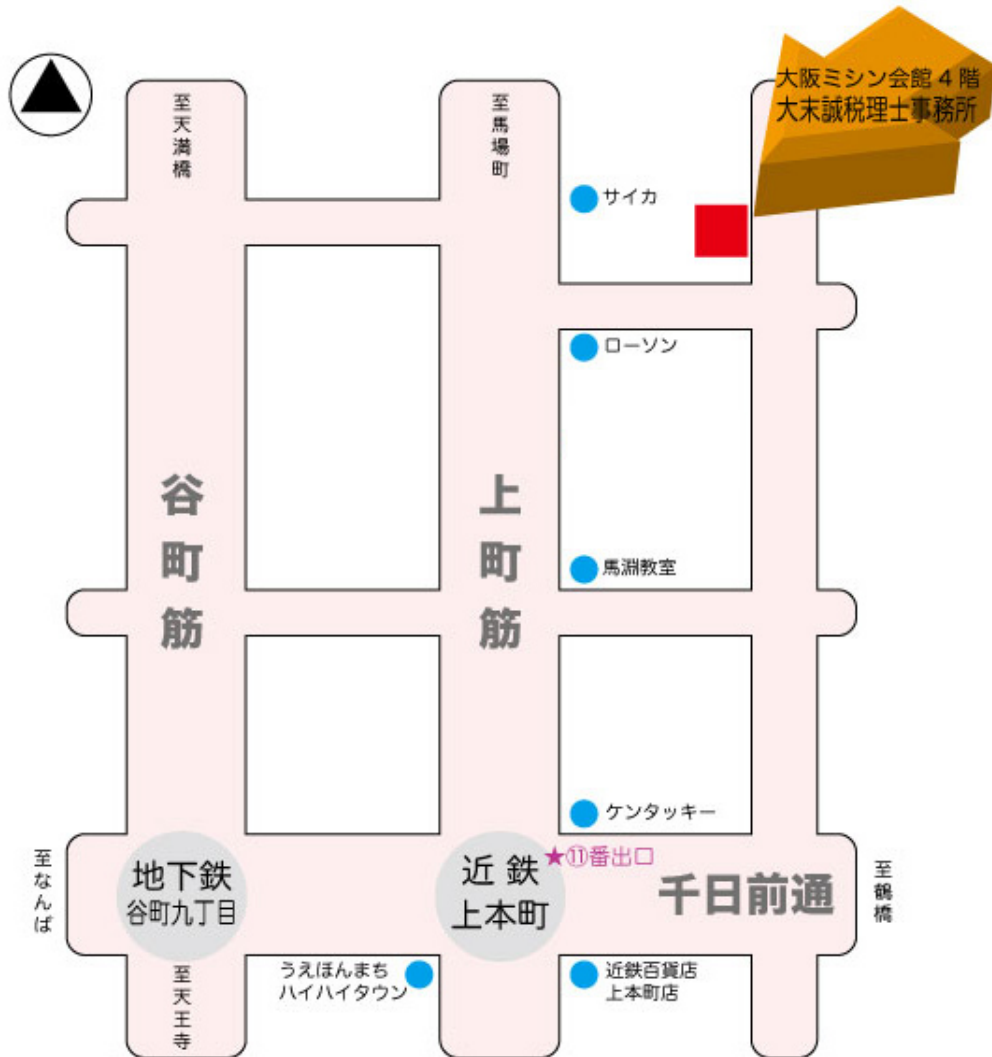 大阪ミシン会館4階
大末誠税理士事務所
至天満橋
至馬場町
サイカ
ローソン
谷町筋
上町筋
馬淵教室
ケンタッキー
★⑪番出口
至なんば
地下鉄
谷町九丁目
近鉄
上本町
千日前通
至鶴橋
至天王寺
うえほんまち
ハイハイタウン
近鉄百貨店
上本町店